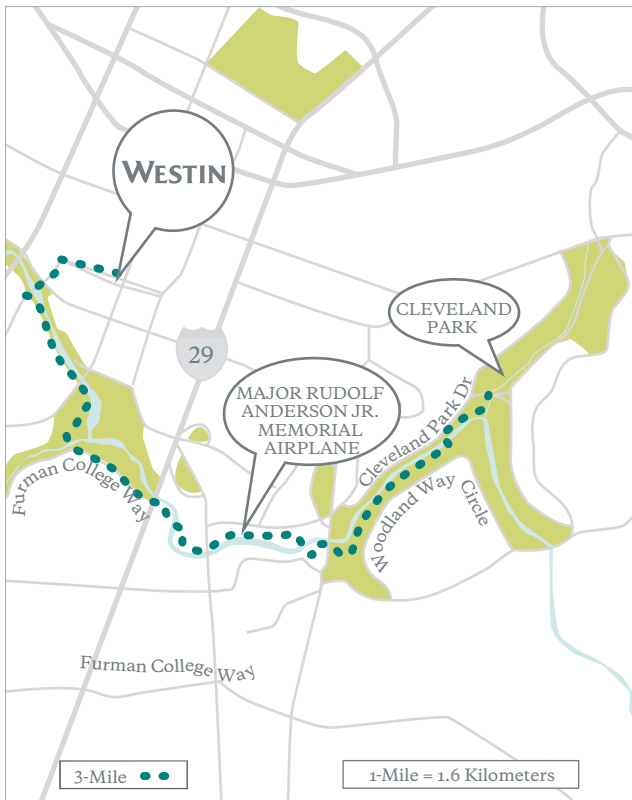 WESTIN
CLEVELAND
PARK
29
MAJOR RUDOLF
ANDERSON JR.
MEMORIAL
AIRPLANE
Cleveland Park Dr
Woodland Way
Circle
Furman College Way
Furman College Way
3-Mile
1-Mile = 1.6 Kilometers